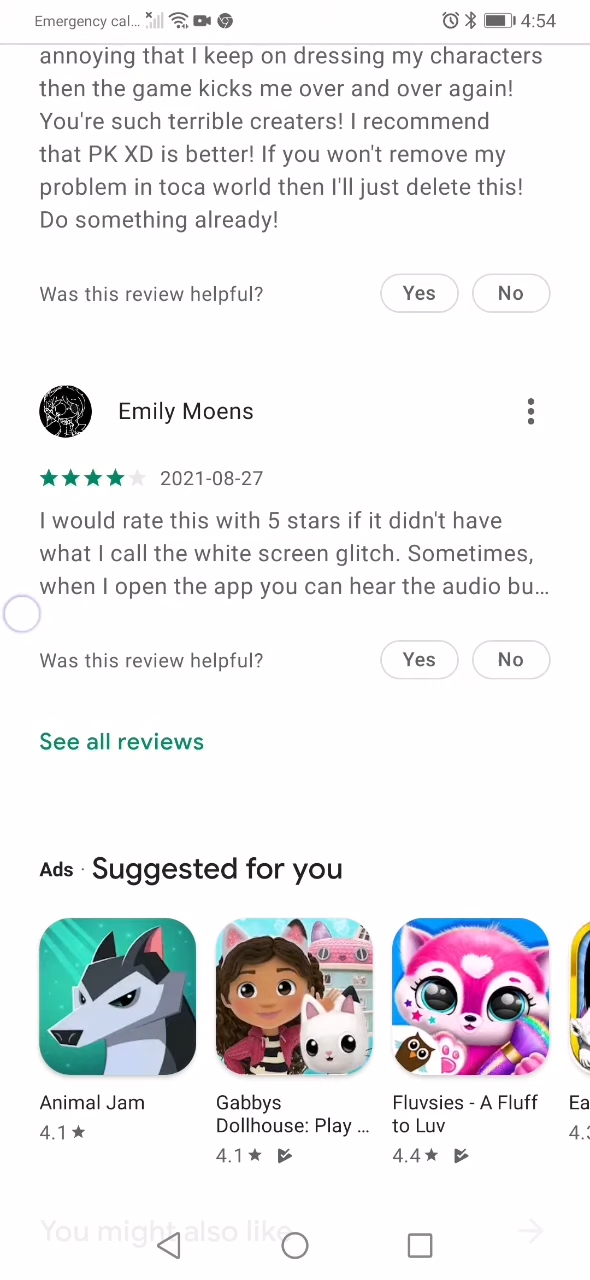 Emergency cal... 4:54
annoying that I keep on dressing my characters
then the game kicks me over and over again!
You're such terrible creaters! I recommend
that PK XD is better! If you won't remove my
problem in toca world then I'll just delete this!
Do something already!
Was this review helpful? Yes No
Emily Moens
2021-08-27
I would rate this with 5 stars if it didn't have
what I call the white screen glitch. Sometimes,
when I open the app you can hear the audio bu...
Was this review helpful? Yes No
See all reviews
Ads · Suggested for you
Animal Jam
4.1★
Gabbys
Dollhouse: Play ...
4.1★
Fluvsies - A Fluff
to Luv
4.4★
Ea
4.3
You might also like